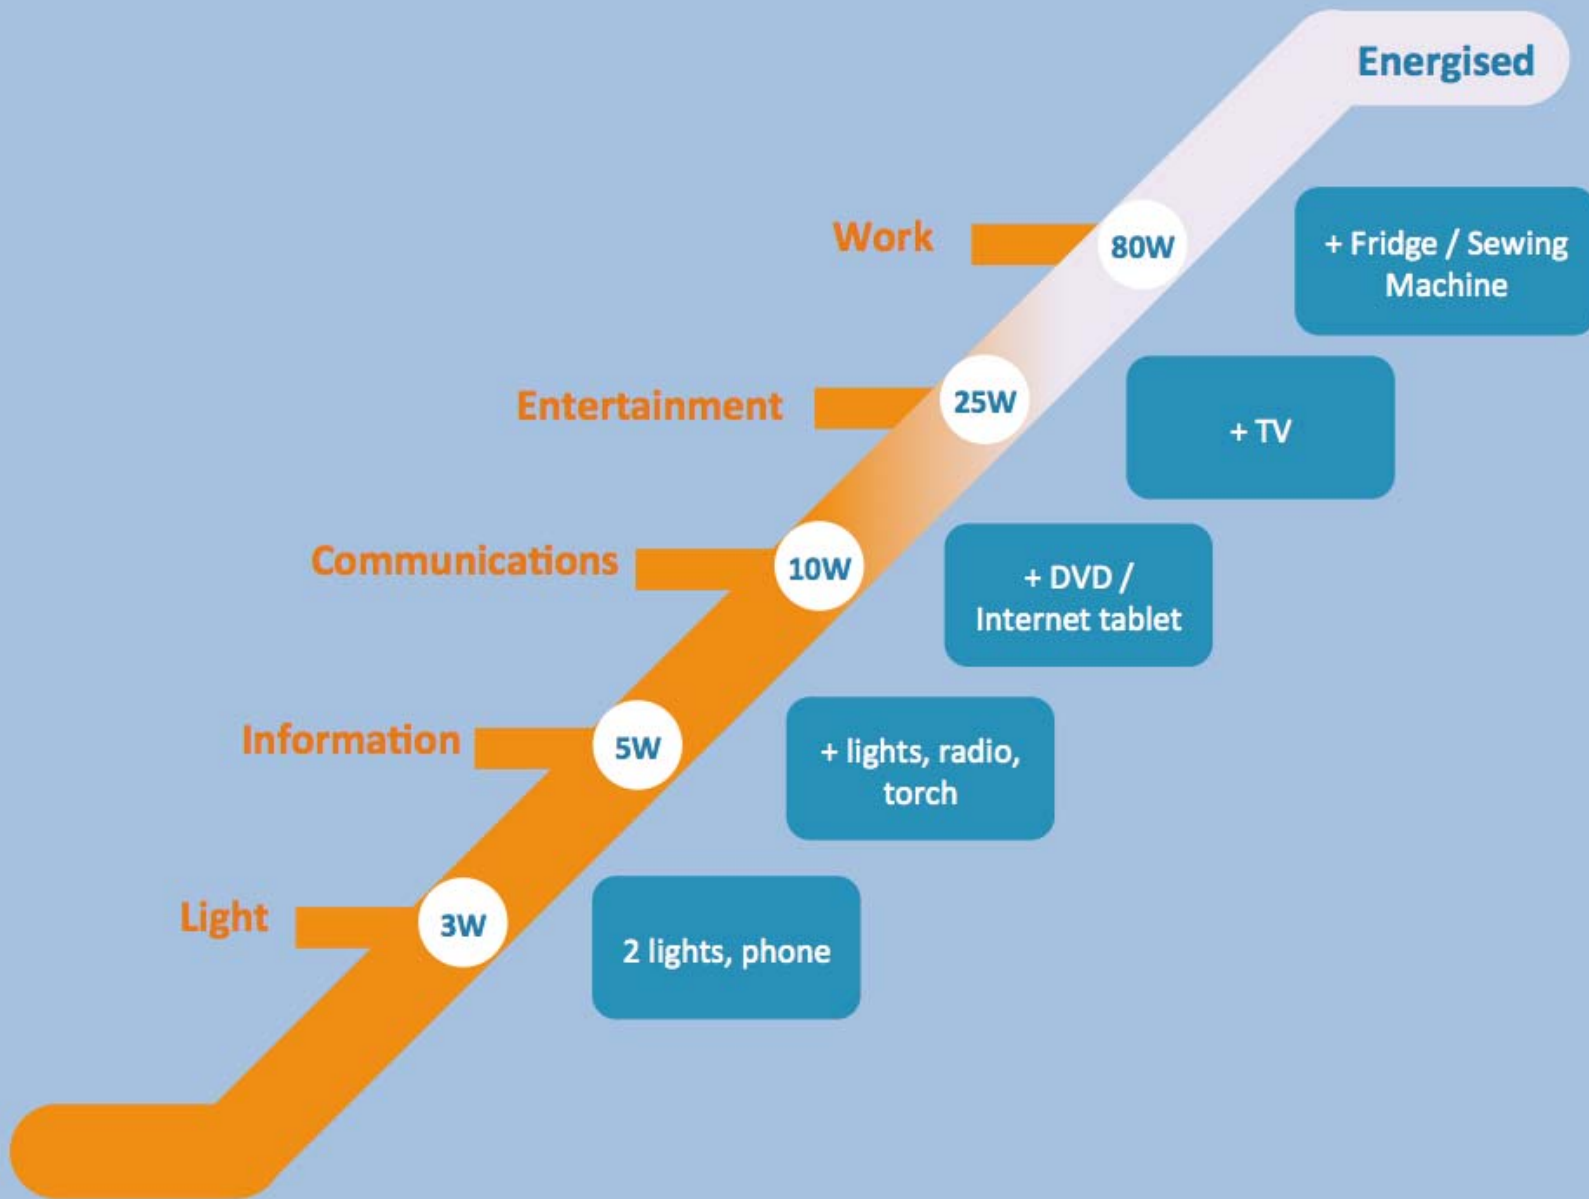 Energised
Work
80W
+ Fridge / Sewing
Machine
Entertainment
25W
+ TV
Communications
10W
+ DVD /
Internet tablet
Information
5W
+ lights, radio,
torch
Light
3W
2 lights, phone